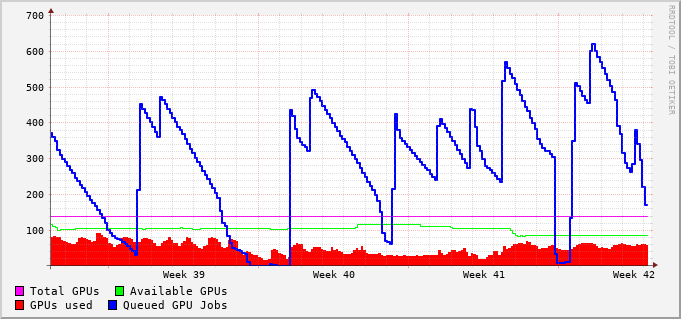 700
600
500
400
300
200
100
Week 39 Week 40 Week 41 Week 42
Total GPUs Available GPUs
GPUs used Queued GPU Jobs
RRDTOOL / TOBI OETIKER